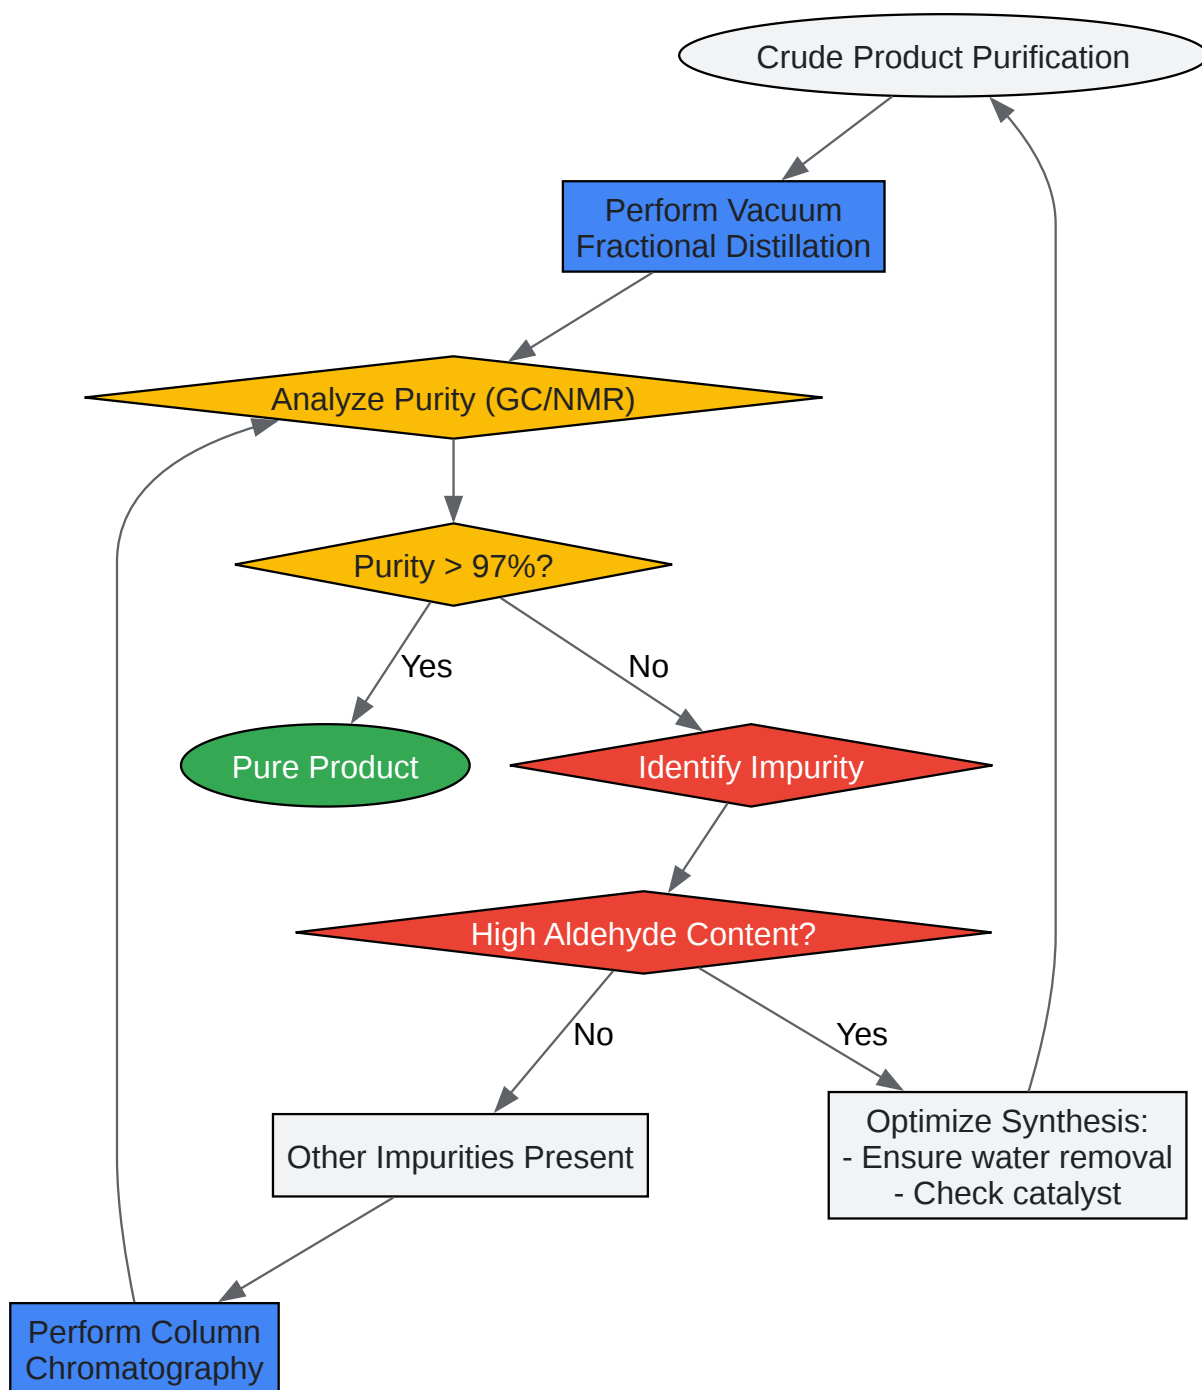 Crude Product Purification
Perform Vacuum
Fractional Distillation
Analyze Purity (GC/NMR)
Purity > 97%?
Yes
No
Pure Product
Identify Impurity
High Aldehyde Content?
No
Yes
Other Impurities Present
Optimize Synthesis:
- Ensure water removal
- Check catalyst
Perform Column
Chromatography